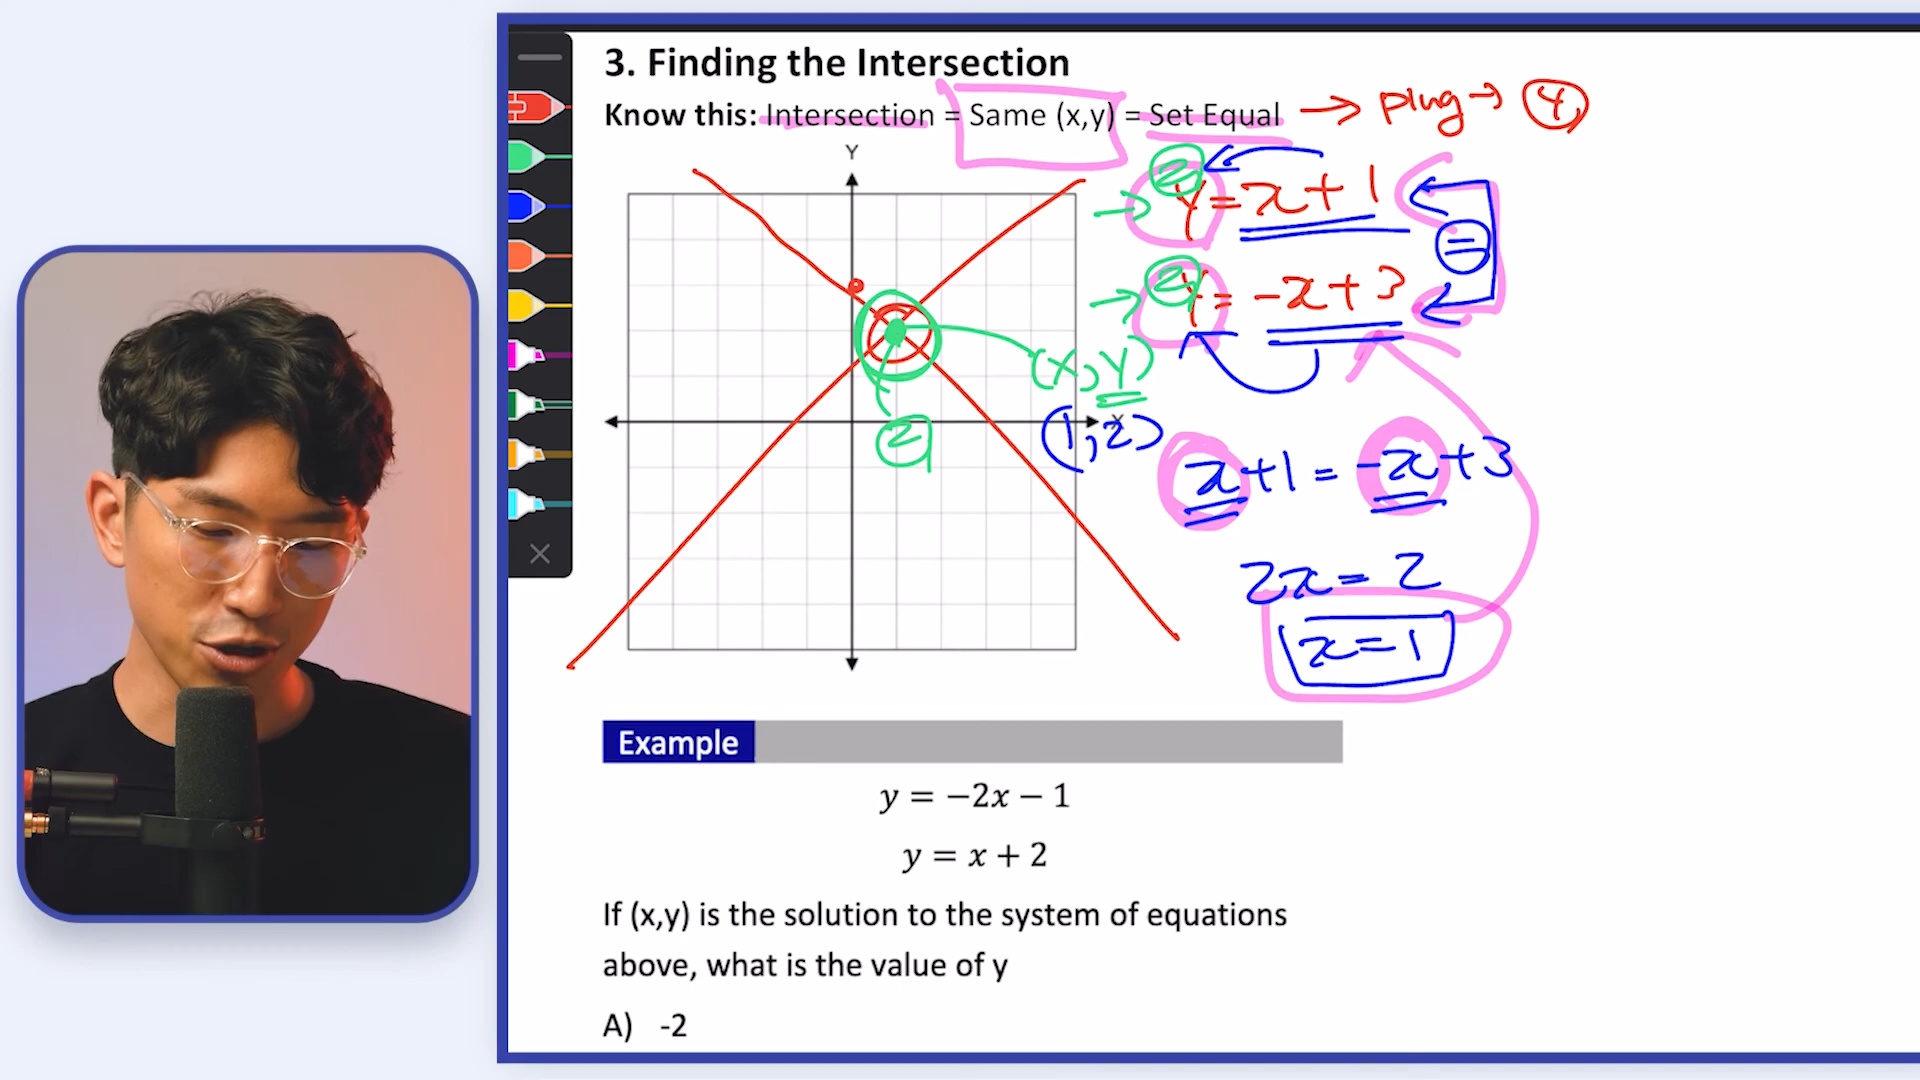 3. Finding the Intersection
Know this: Intersection = Same (x,y) = Set Equal → plug → y
Y
2
→ y = x + 1
=
2
→ y = -x + 3
(x, y)
X
(1, 2)
2
x + 1 = -x + 3
2x = 2
x = 1
Example
y = −2x − 1
y = x + 2
If (x,y) is the solution to the system of equations
above, what is the value of y
A) -2